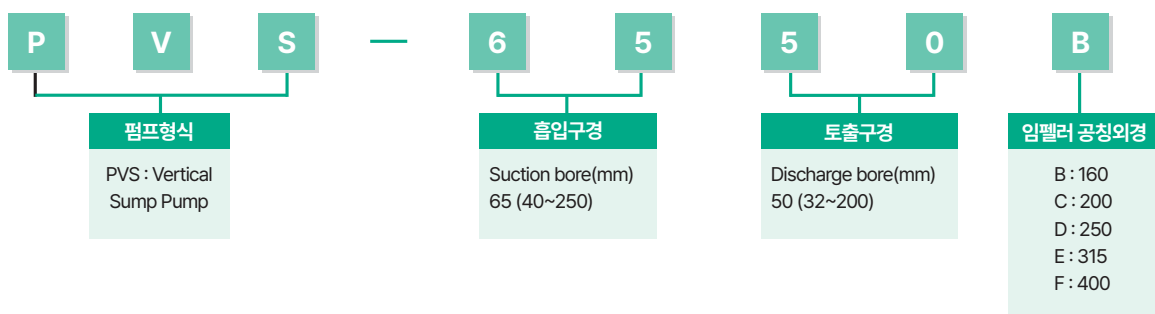 P V S — 6 5 5 0 B
펌프형식
PVS : Vertical
Sump Pump
흡입구경
Suction bore(mm)
65 (40~250)
토출구경
Discharge bore(mm)
50 (32~200)
임펠러 공칭외경
B : 160
C : 200
D : 250
E : 315
F : 400